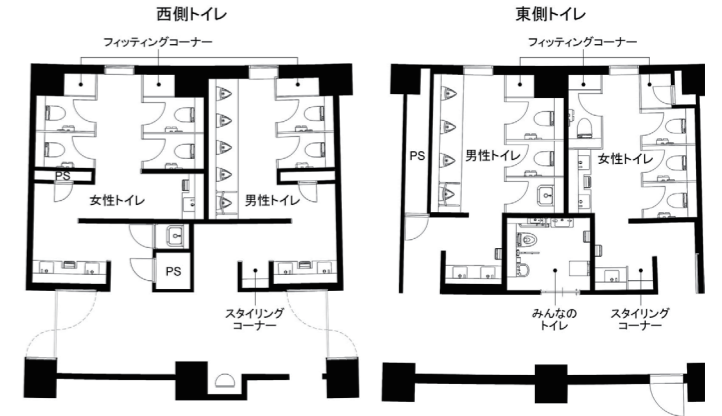 西側トイレ
東側トイレ
フィッティングコーナー
フィッティングコーナー
PS
女性トイレ
男性トイレ
PS
スタイリング
コーナー
PS
男性トイレ
女性トイレ
みんなの
トイレ
スタイリング
コーナー